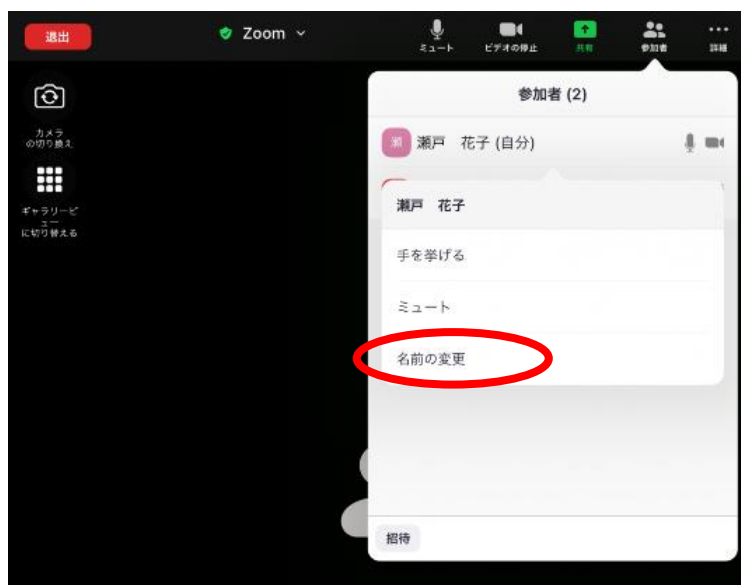 退出
Zoom
ミュート
ビデオの停止
共有
参加者
詳細
カメラ
の切り換え
ギャラリービ
ュー
に切り替える
参加者 (2)
瀬
瀬戸 花子 (自分)
瀬戸 花子
手を挙げる
ミュート
名前の変更
招待